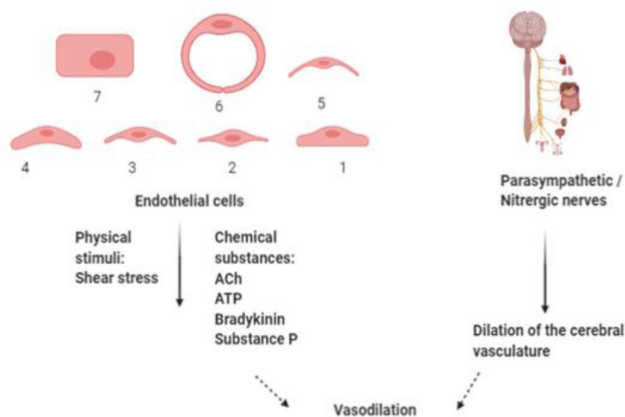 7
6
5
4
3
2
1
Endothelial cells
Parasympathetic /
Nitrergic nerves
Physical
stimuli:
Shear stress
Chemical
substances:
ACh
ATP
Bradykinin
Substance P
Dilation of the cerebral
vasculature
Vasodilation